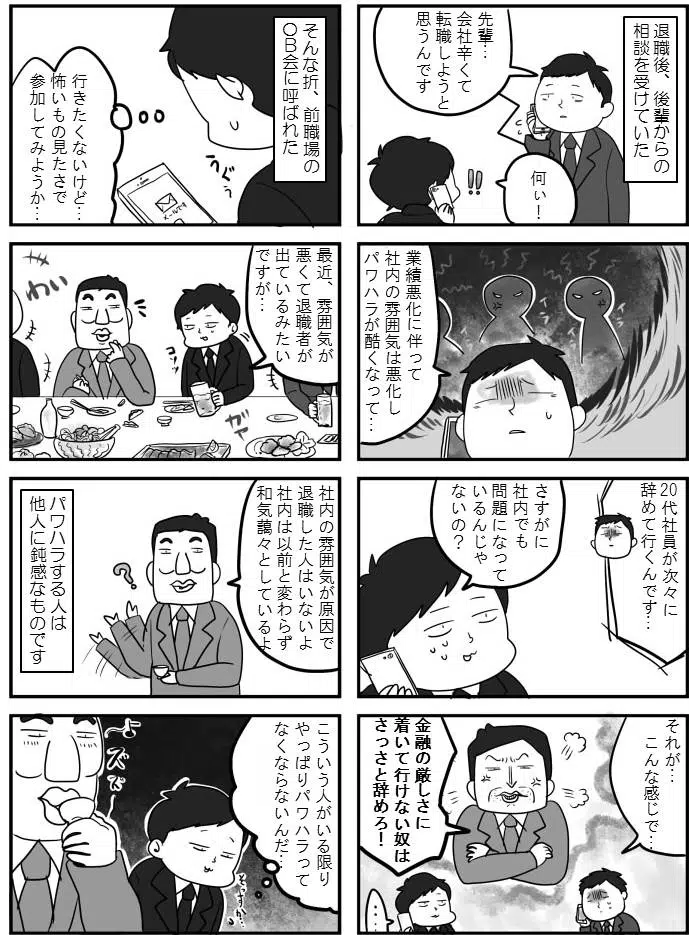 退職後、後輩からの
相談を受けていた
先輩…
会社辛くて
転職しようと
思うんです
!!
何ぃ！
業績悪化に伴って
社内の雰囲気は悪化し
パワハラが酷くなって…
20代社員が次々に
辞めて行くんです…
さすがに
社内でも
問題になって
いるんじゃ
ないの？
それが…
こんな感じで…
金融の厳しさに
着いて行けない奴は
さっさと辞めろ！
…
そんな折、前職場の
OB会に呼ばれた
行きたくないけど…
怖いもの見たさで
参加してみようか…
メールです
最近、雰囲気が
悪くて退職者が
出ているみたい
ですが…
わい
ガヤ
社内の雰囲気が原因で
退職した人はいないよ
社内は以前と変わらず
和気藹々としているよ
？
パワハラする人は
他人に鈍感なものです
こういう人がいる限り
やっぱりパワハラって
なくならないんだ…
そうすか…
ズズ